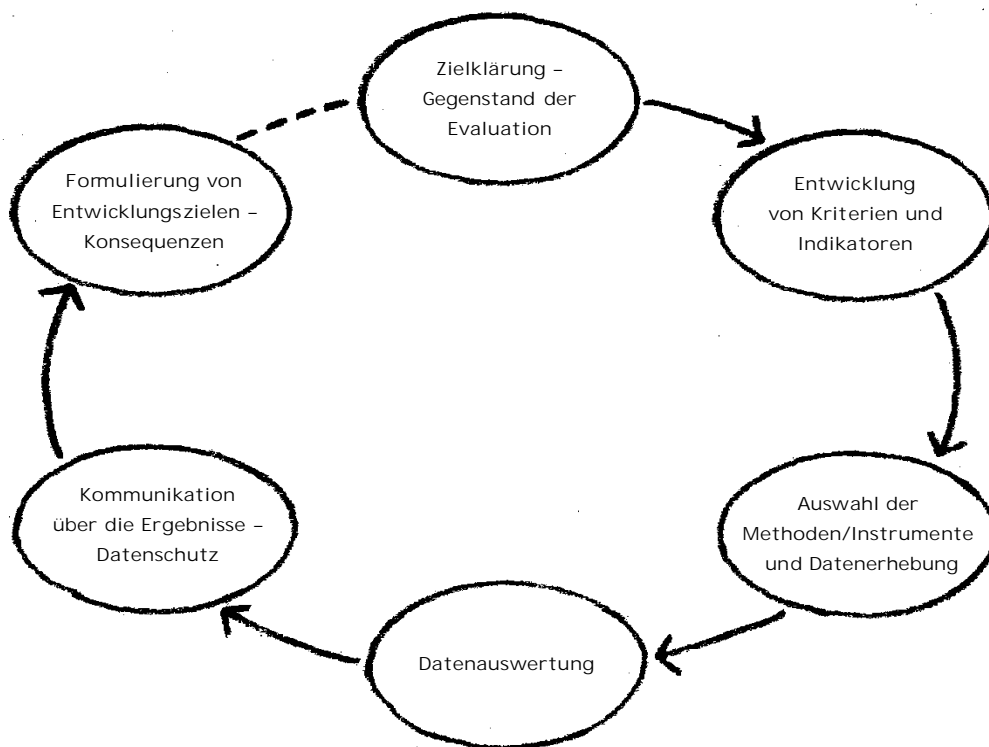 Zielklärung –
Gegenstand der
Evaluation
Entwicklung
von Kriterien und
Indikatoren
Auswahl der
Methoden/Instrumente
und Datenerhebung
Datenauswertung
Kommunikation
über die Ergebnisse –
Datenschutz
Formulierung von
Entwicklungszielen –
Konsequenzen